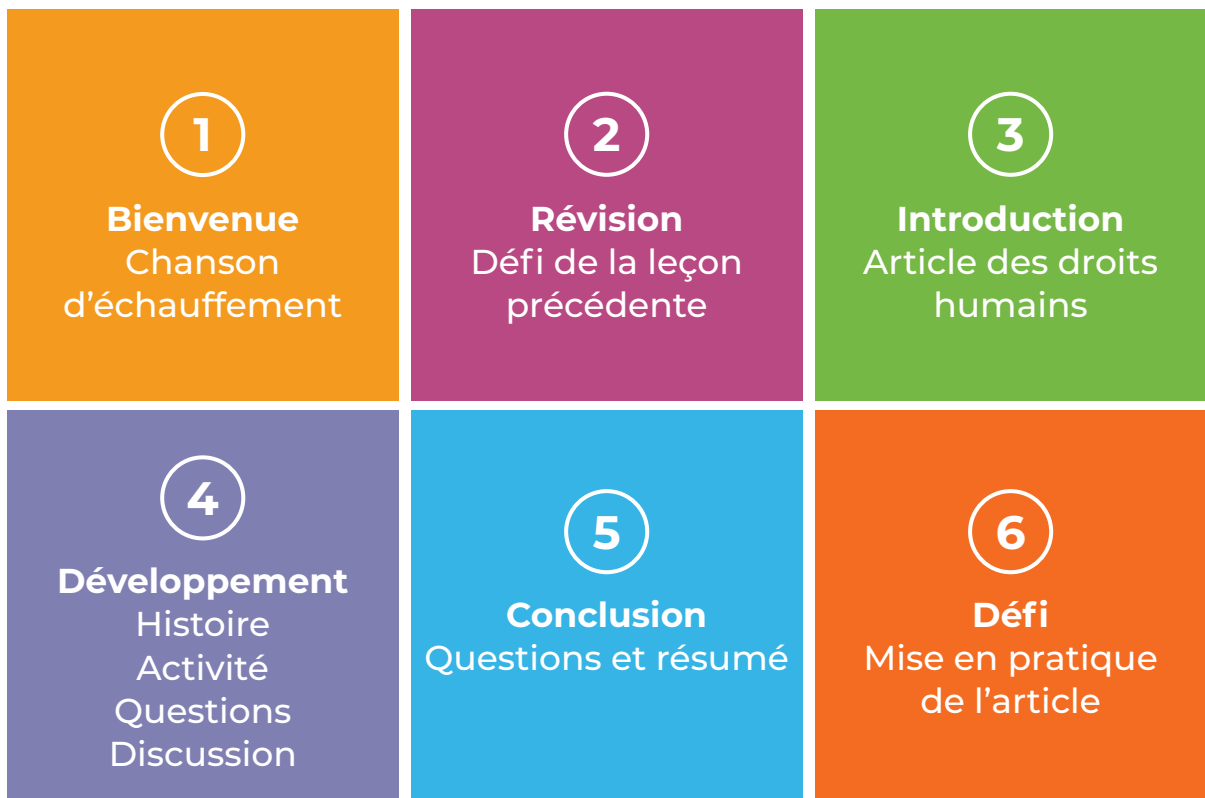 1
Bienvenue
Chanson
d’échauffement
2
Révision
Défi de la leçon
précédente
3
Introduction
Article des droits
humains
4
Développement
Histoire
Activité
Questions
Discussion
5
Conclusion
Questions et résumé
6
Défi
Mise en pratique
de l’article